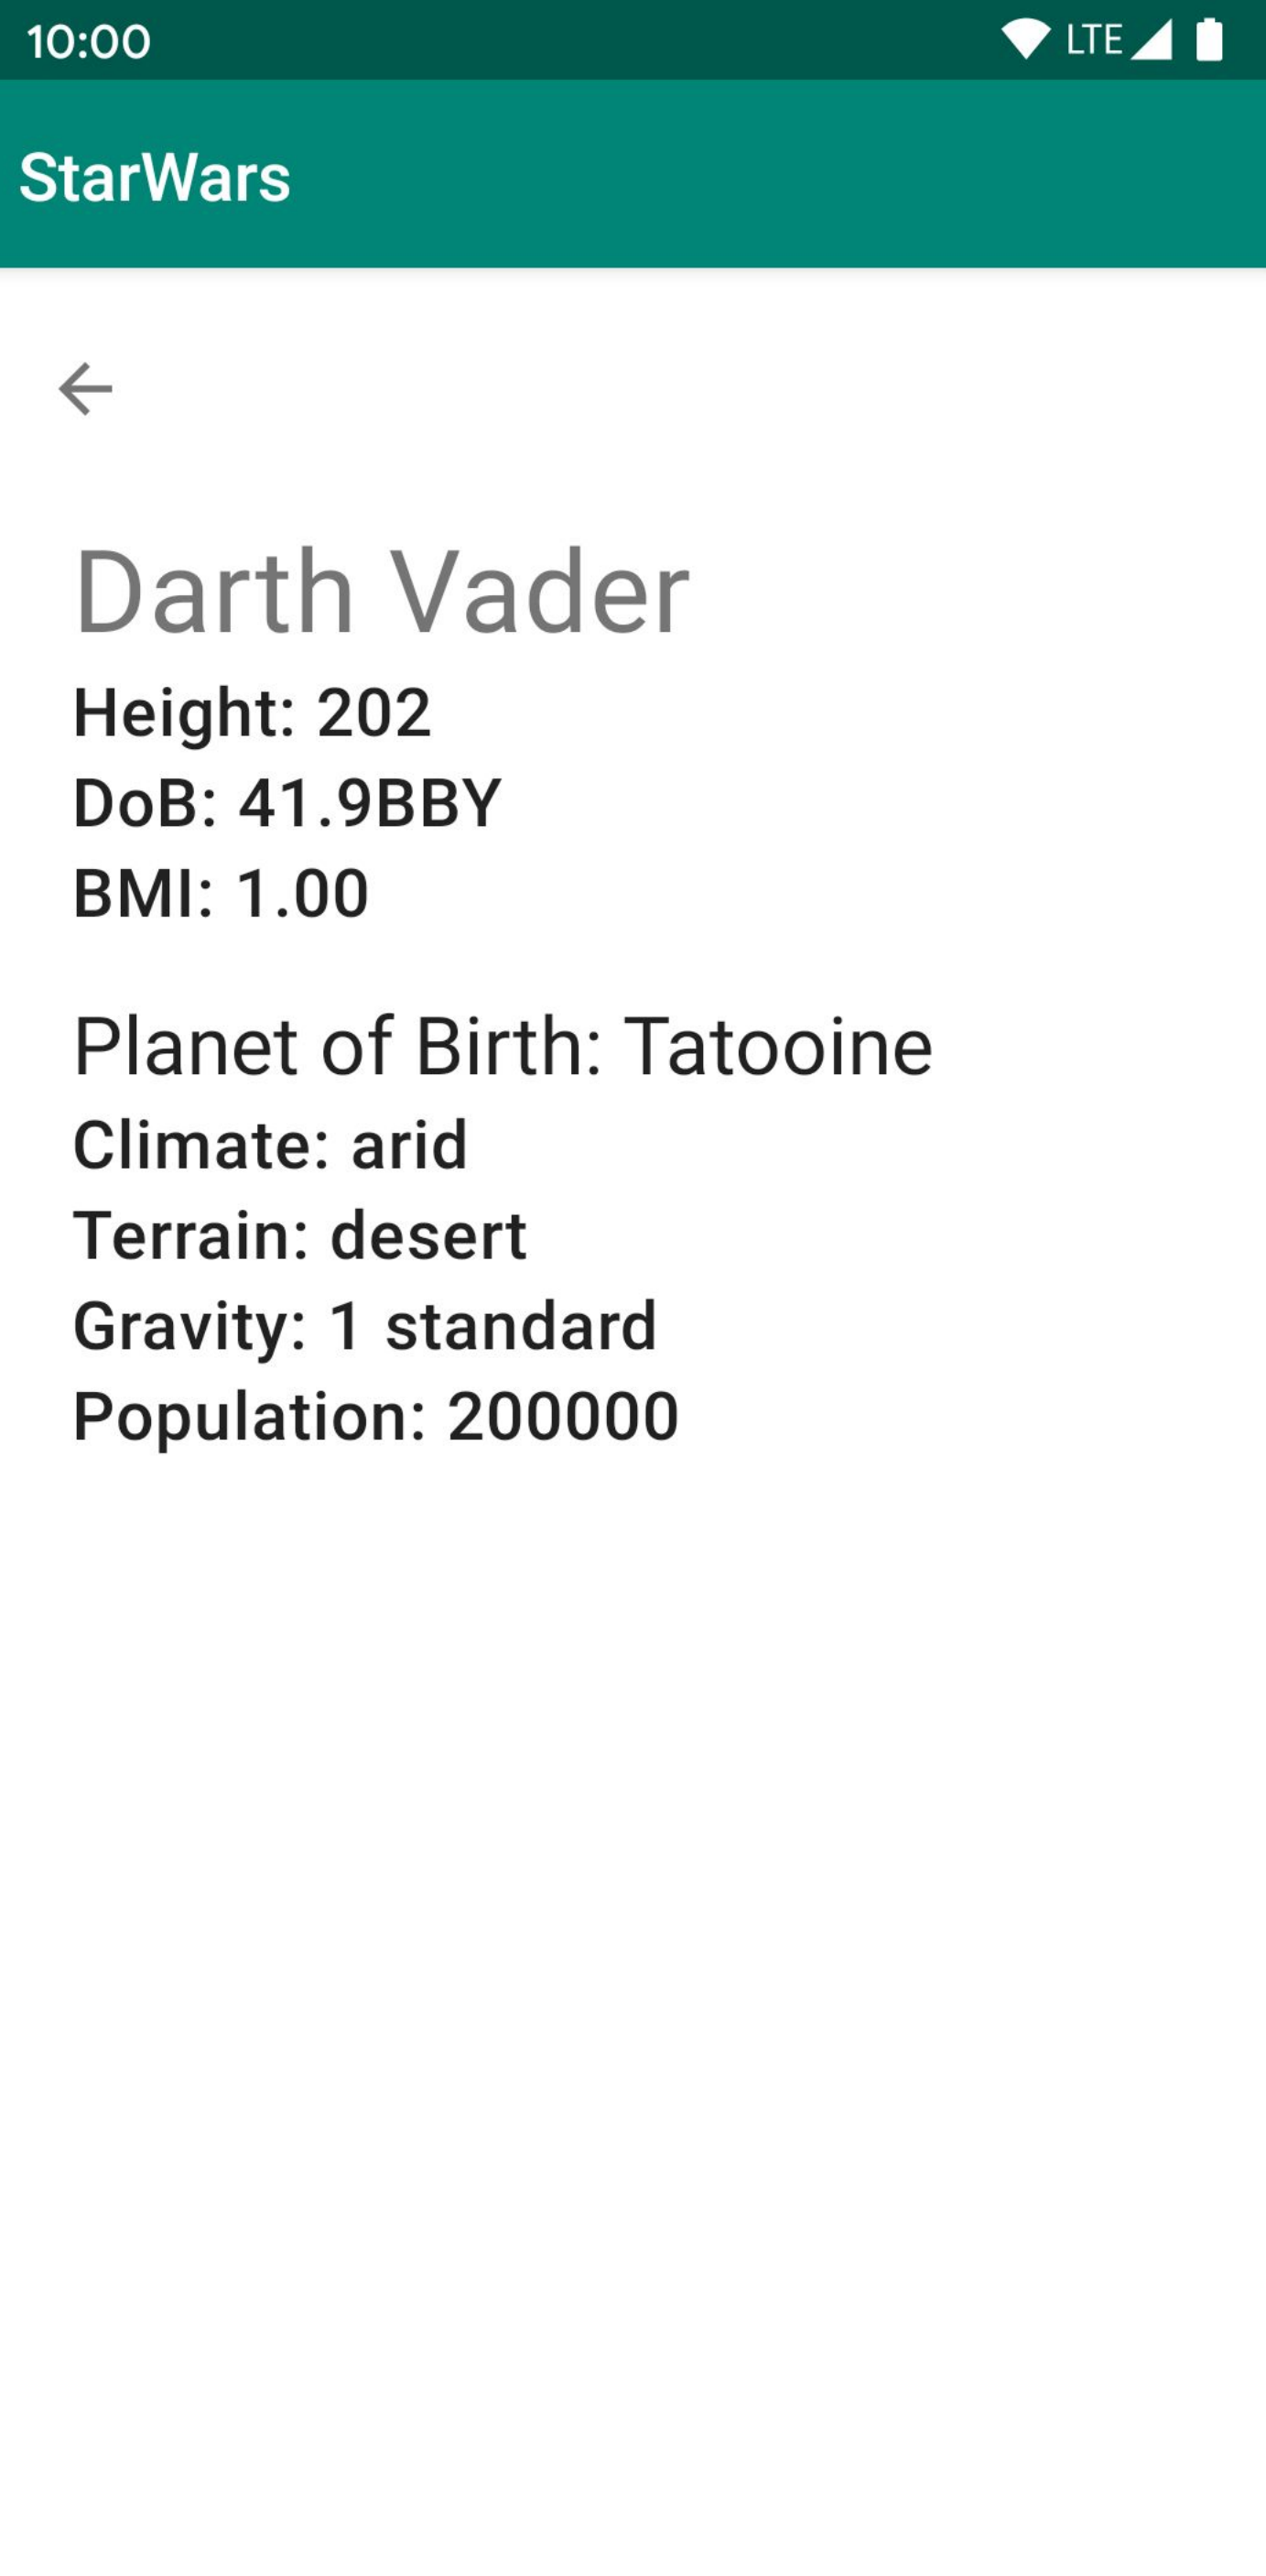 10:00 LTE
StarWars
Darth Vader
Height: 202
DoB: 41.9BBY
BMI: 1.00
Planet of Birth: Tatooine
Climate: arid
Terrain: desert
Gravity: 1 standard
Population: 200000